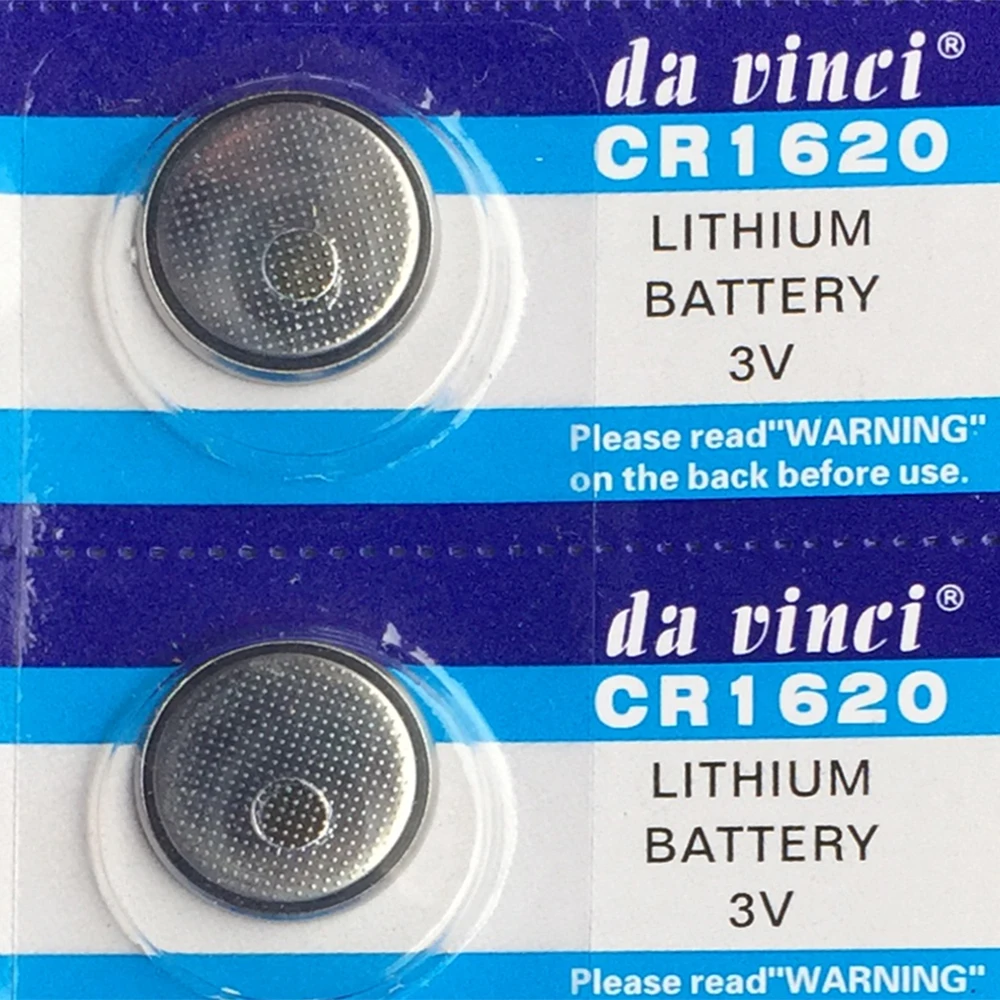 da vinci®
CR1620
LITHIUM
BATTERY
3V
Please read"WARNING"
on the back before use.
da vinci®
CR1620
LITHIUM
BATTERY
3V
Please read"WARNING"